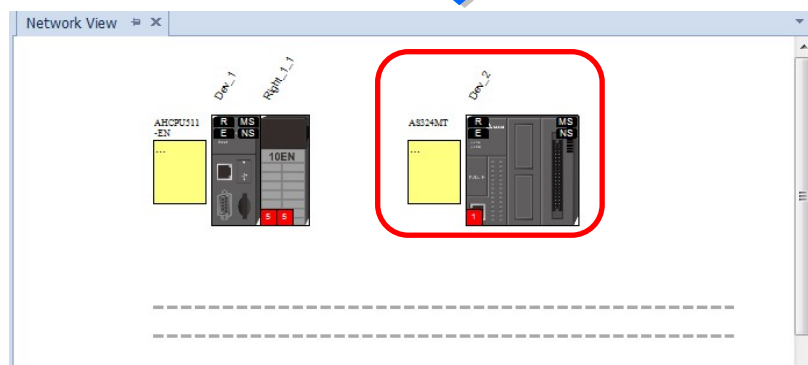 Network View
Dev_1
Right_1_1
Dev_2
AHCPU511
-EN
...
R MS
E NS
10EN
5 5
AS324MT
...
R MS
E NS
1